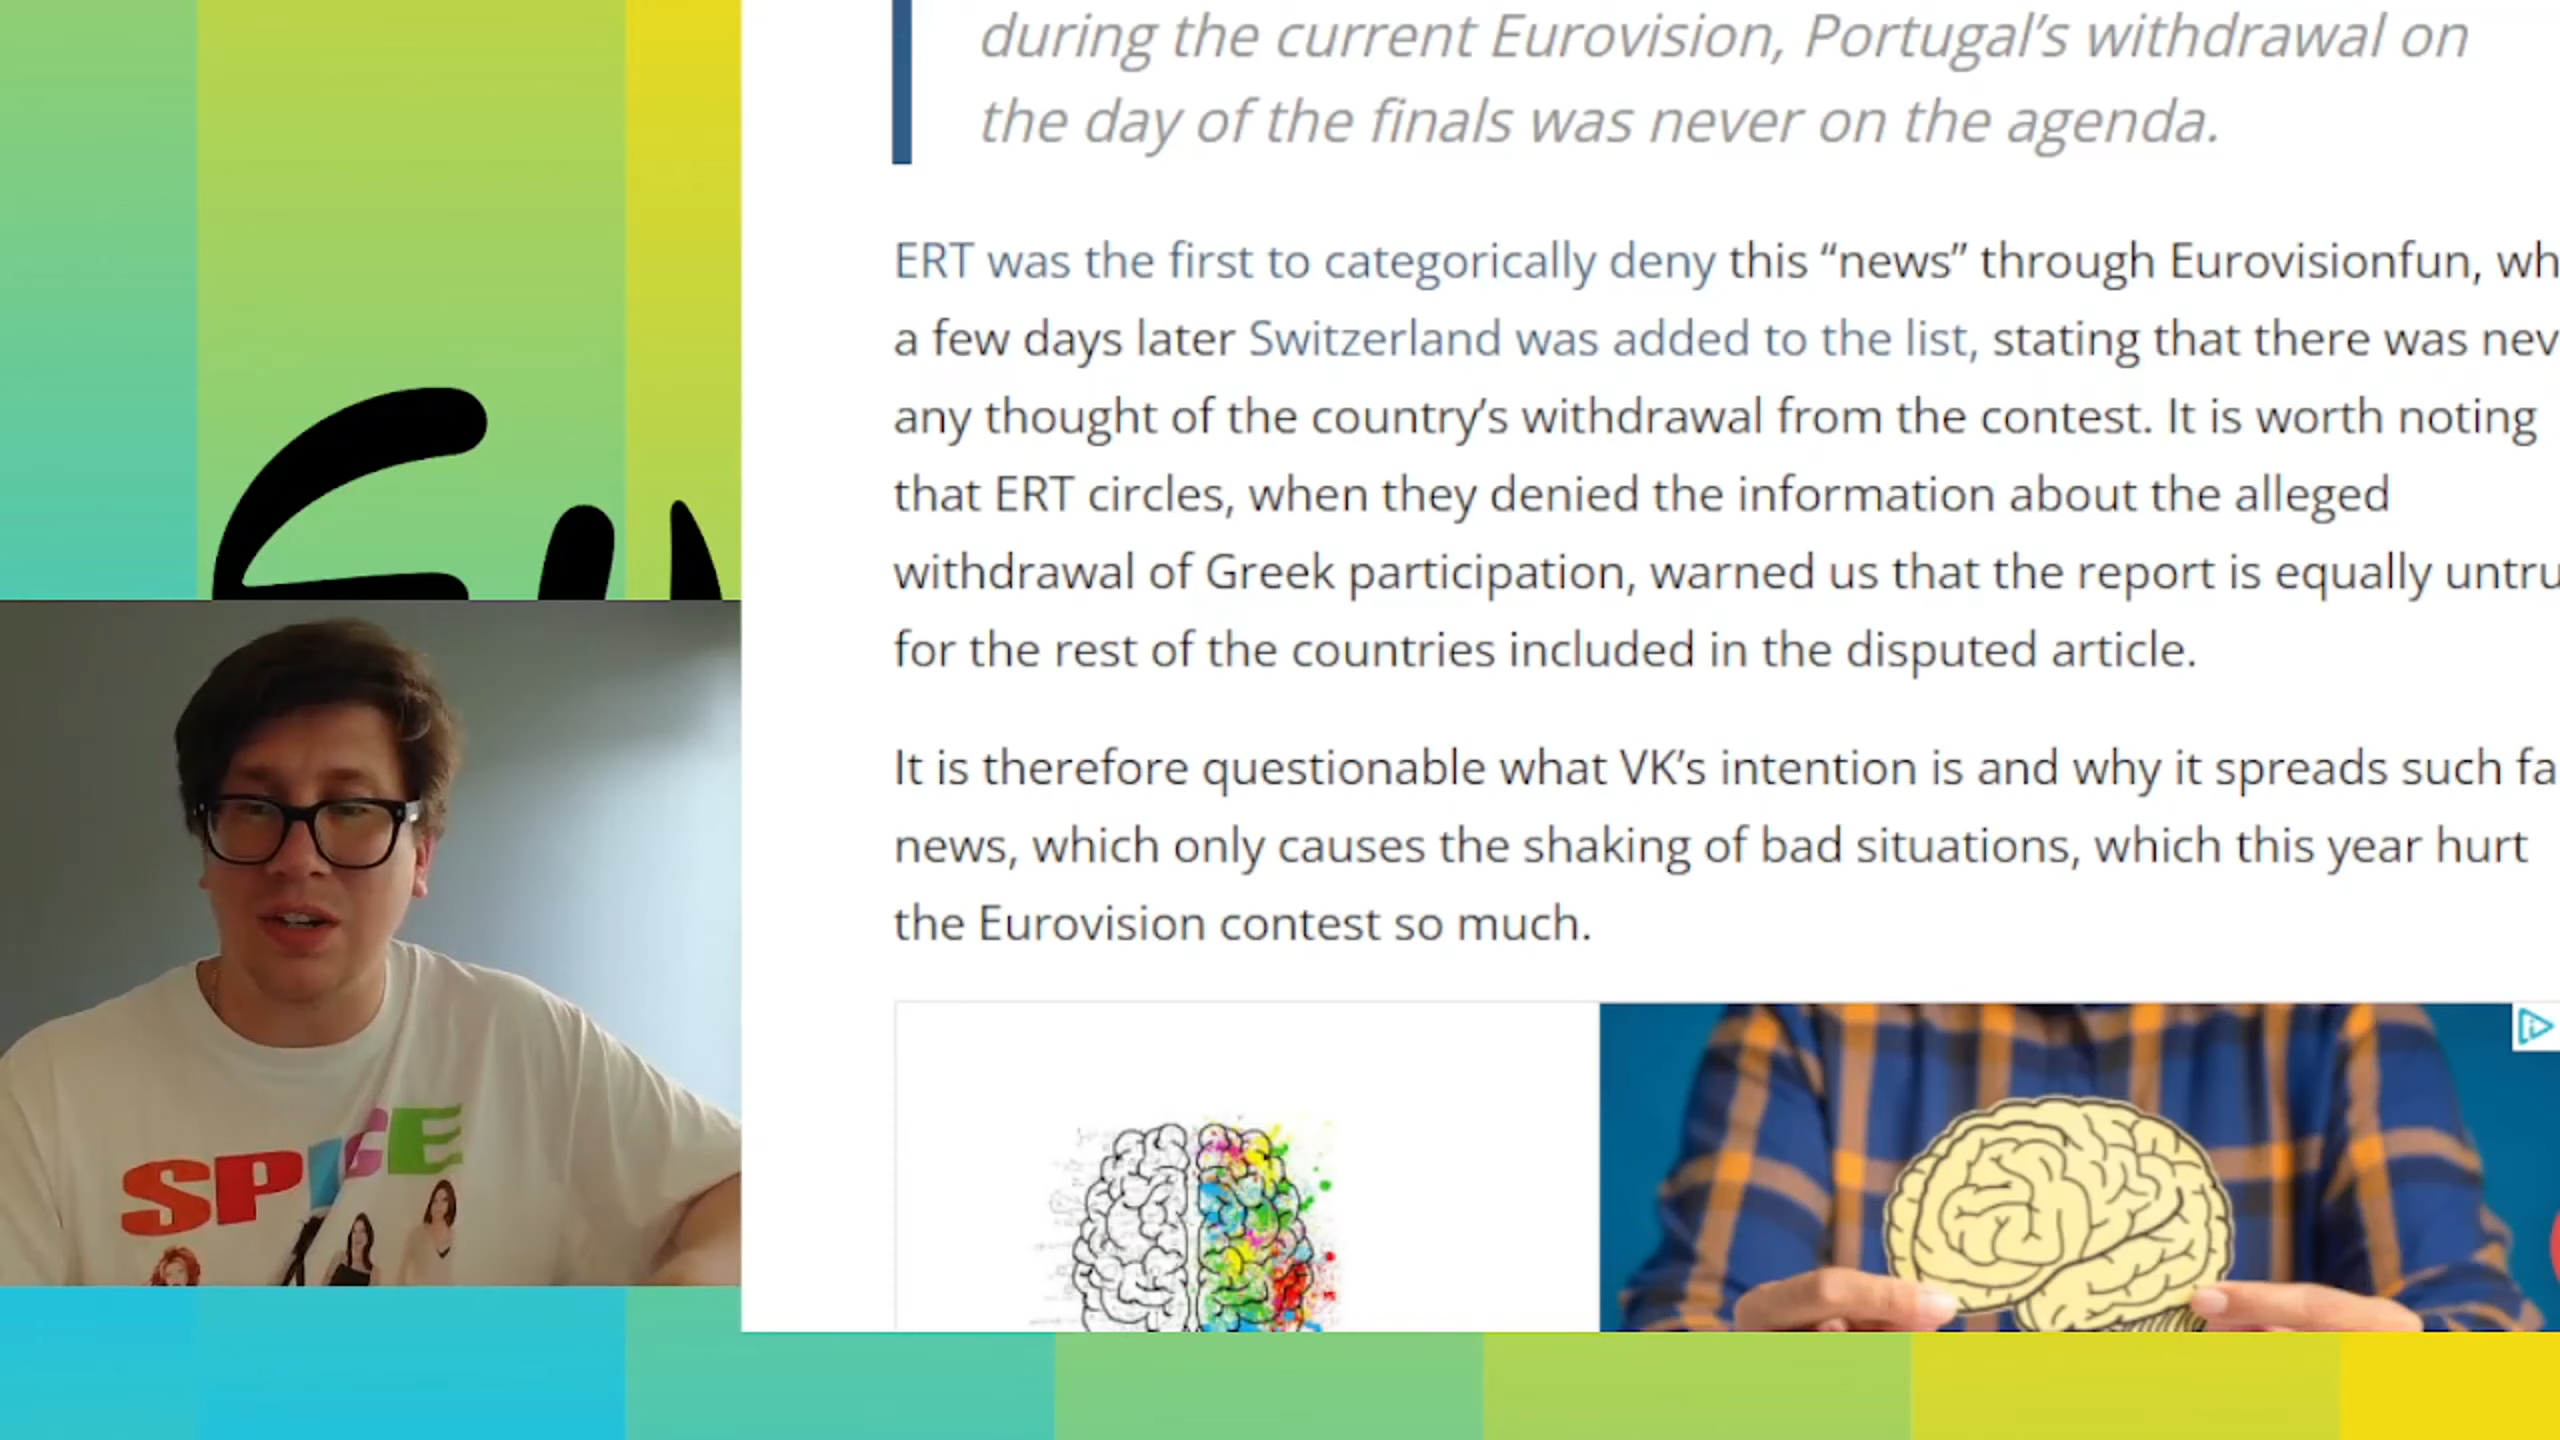 during the current Eurovision, Portugal’s withdrawal on
the day of the finals was never on the agenda.
ERT was the first to categorically deny this “news” through Eurovisionfun,
a few days later Switzerland was added to the list, stating that there was
any thought of the country’s withdrawal from the contest. It is worth noting
that ERT circles, when they denied the information about the alleged
withdrawal of Greek participation, warned us that the report is equally
for the rest of the countries included in the disputed article.
It is therefore questionable what VK’s intention is and why it spreads such
news, which only causes the shaking of bad situations, which this year hurt
the Eurovision contest so much.
SPICE